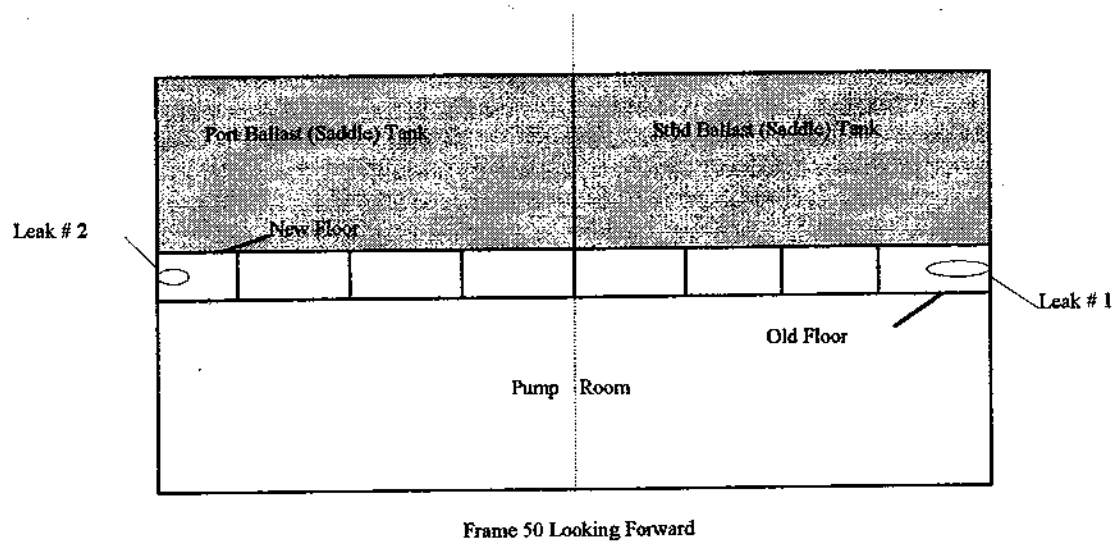 Port Ballast (Saddle) Tank
Stbd Ballast (Saddle) Tank
New Floor
Leak # 2
Leak # 1
Old Floor
Pump Room
Frame 50 Looking Forward